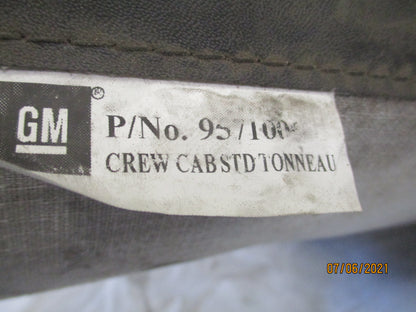 GM ®
P/No.
CREW CAB STD TONNEAU
07/06/2021